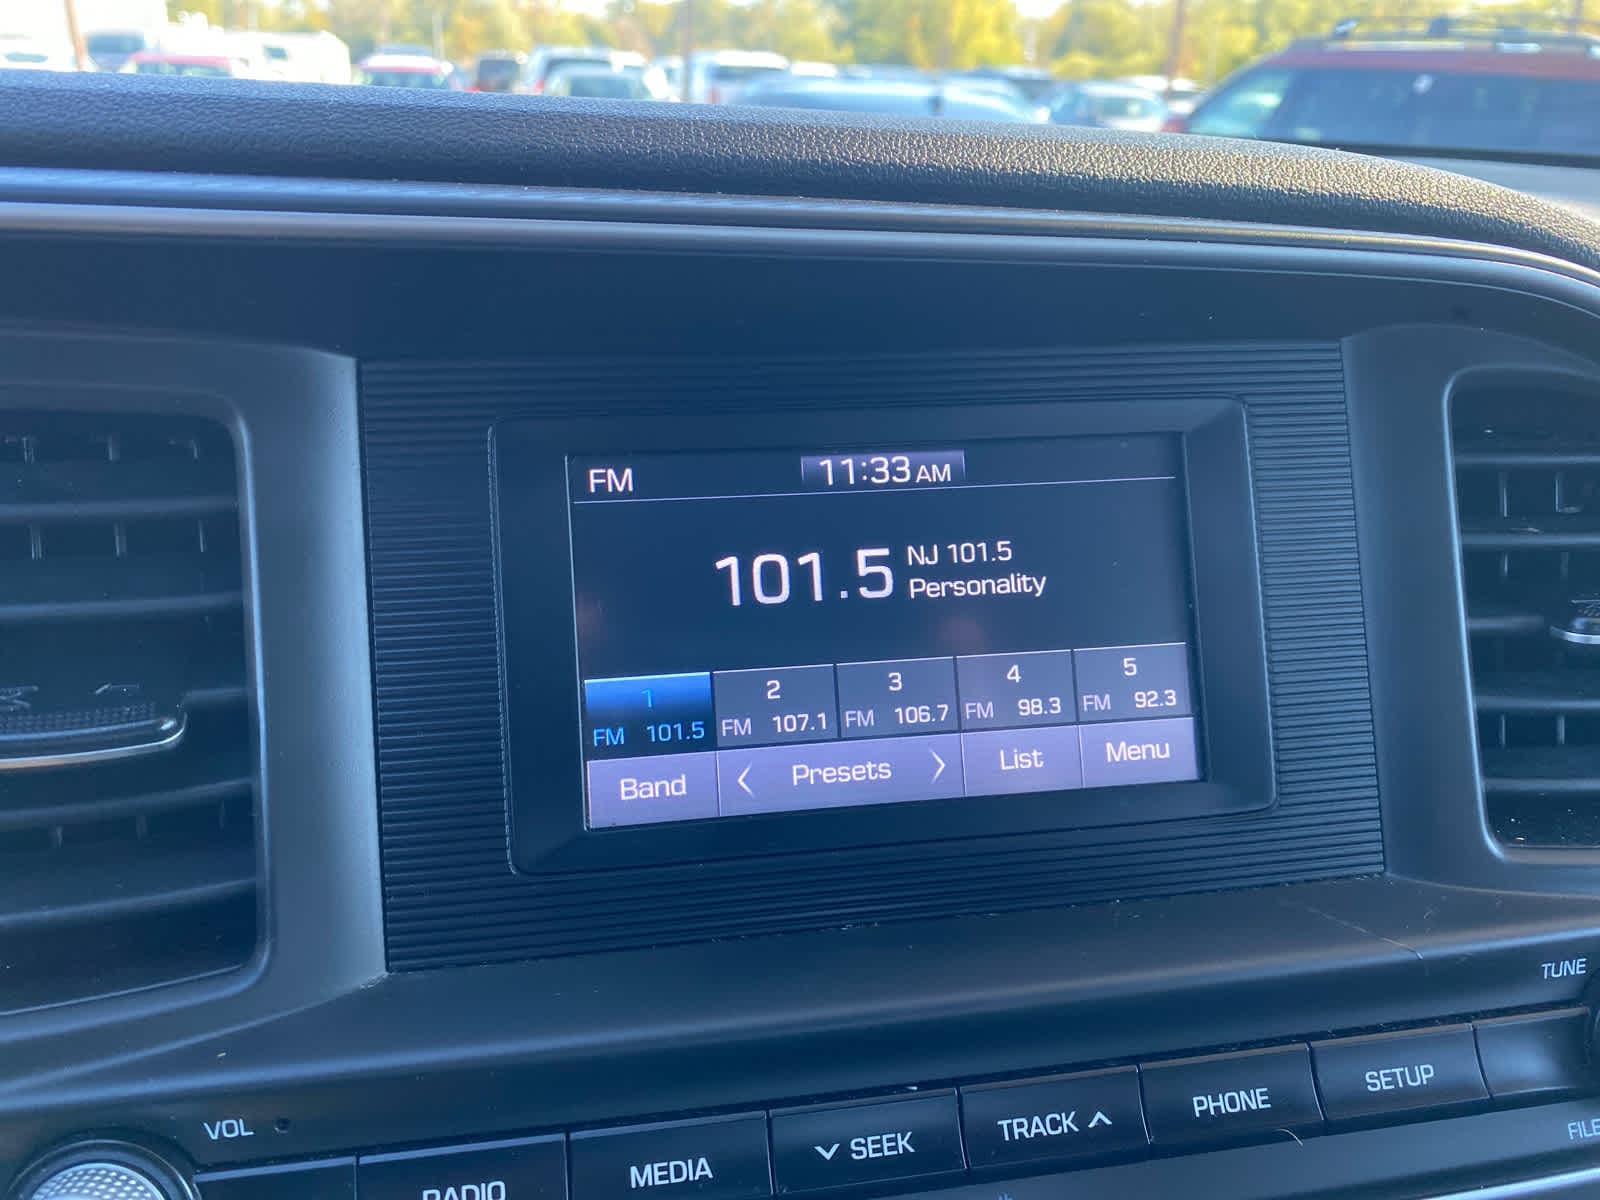 FM 11:33 AM
101.5 NJ 101.5
Personality
1 2 3 4 5
FM 101.5 FM 107.1 FM 106.7 FM 98.3 FM 92.3
Band < Presets > List Menu
TUNE
VOL
RADIO MEDIA SEEK TRACK PHONE SETUP
FILE